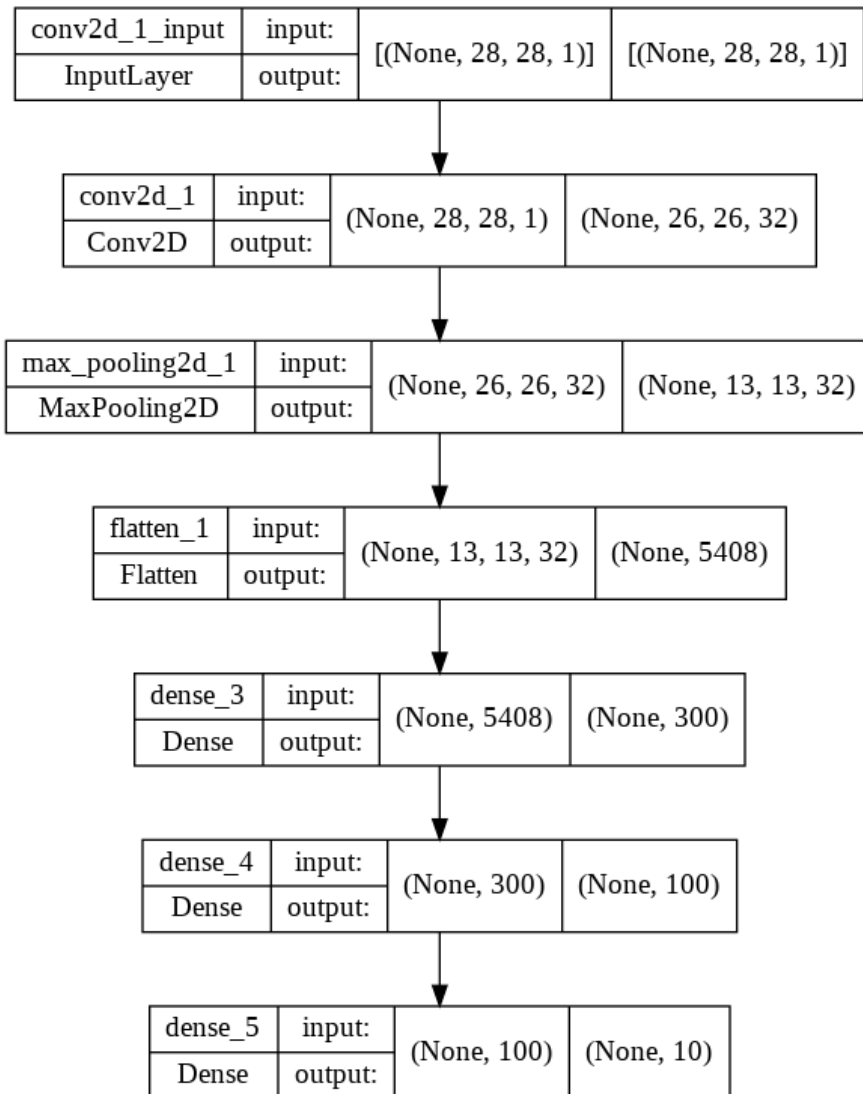 conv2d_1_input input: [(None, 28, 28, 1)] [(None, 28, 28, 1)]
InputLayer output:
conv2d_1 input: (None, 28, 28, 1) (None, 26, 26, 32)
Conv2D output:
max_pooling2d_1 input: (None, 26, 26, 32) (None, 13, 13, 32)
MaxPooling2D output:
flatten_1 input: (None, 13, 13, 32) (None, 5408)
Flatten output:
dense_3 input: (None, 5408) (None, 300)
Dense output:
dense_4 input: (None, 300) (None, 100)
Dense output:
dense_5 input: (None, 100) (None, 10)
Dense output: